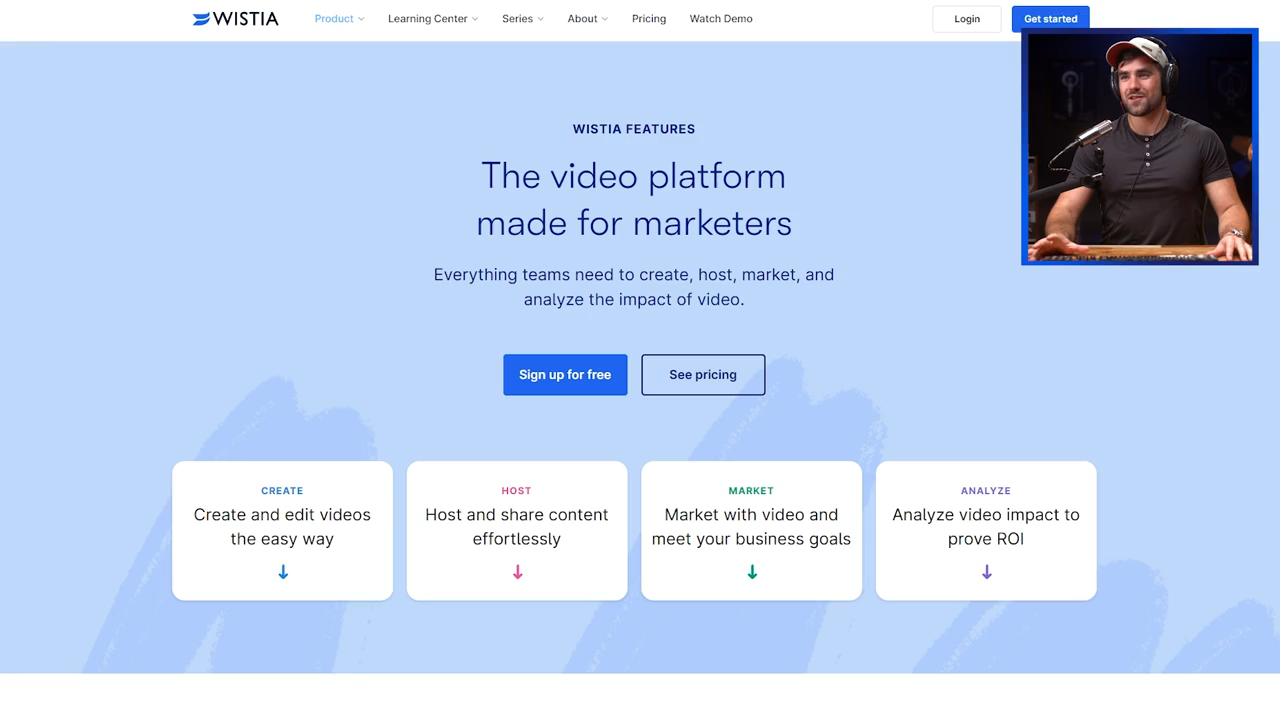 WISTIA
Product
Learning Center
Series
About
Pricing
Watch Demo
Login
Get started
WISTIA FEATURES
The video platform
made for marketers
Everything teams need to create, host, market, and
analyze the impact of video.
Sign up for free
See pricing
CREATE
Create and edit videos
the easy way
HOST
Host and share content
effortlessly
MARKET
Market with video and
meet your business goals
ANALYZE
Analyze video impact to
prove ROI